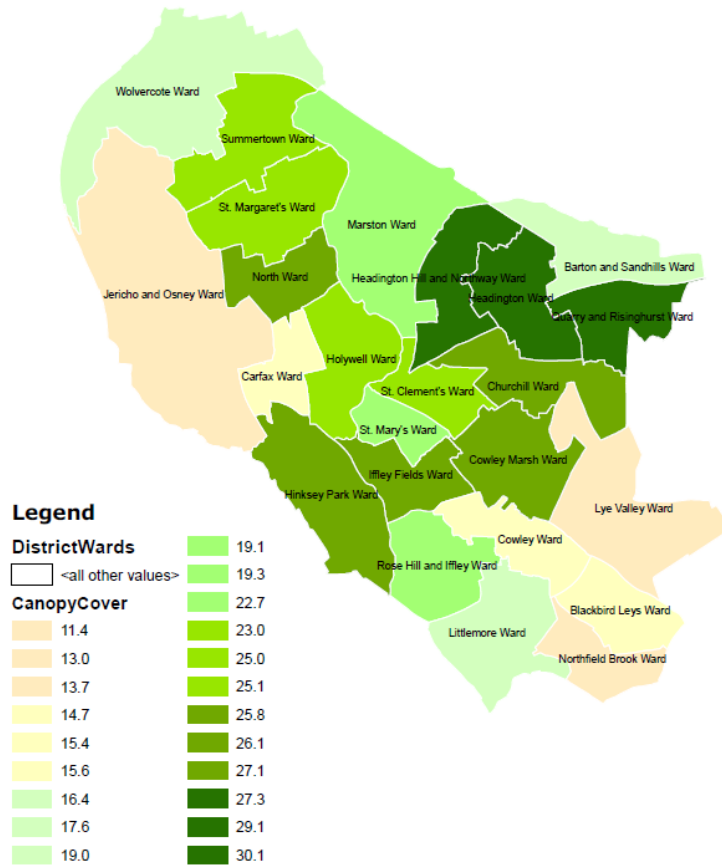 Wolvercote Ward
Summertown Ward
St. Margaret's Ward
Marston Ward
North Ward
Headington Hill and Northway Ward
Barton and Sandhills Ward
Jericho and Osney Ward
Headington Ward
Quarry and Risinghurst Ward
Holywell Ward
Carfax Ward
St. Clement's Ward
Churchill Ward
St. Mary's Ward
Cowley Marsh Ward
Iffley Fields Ward
Hinksey Park Ward
Lye Valley Ward
Cowley Ward
Rose Hill and Iffley Ward
Blackbird Leys Ward
Littlemore Ward
Northfield Brook Ward
Legend
DistrictWards
<all other values>
CanopyCover
11.4
13.0
13.7
14.7
15.4
15.6
16.4
17.6
19.0
19.1
19.3
22.7
23.0
25.0
25.1
25.8
26.1
27.1
27.3
29.1
30.1